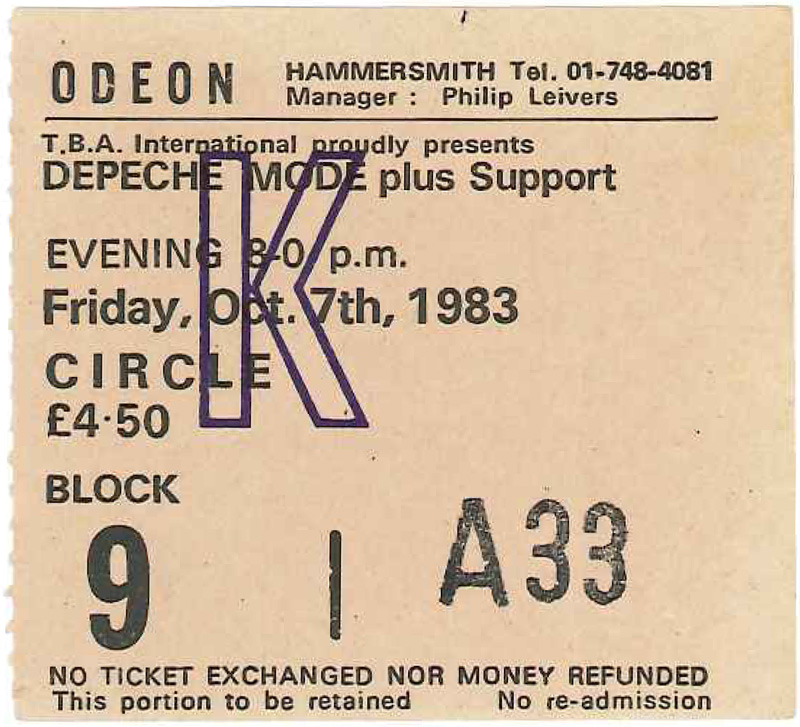 ODEON HAMMERSMITH Tel. 01-748-4081
Manager : Philip Leivers
T.B.A. International proudly presents
DEPECHE MODE plus Support
K
EVENING 8-0 p.m.
Friday, Oct. 7th, 1983
CIRCLE
£4·50
BLOCK
9 | A33
NO TICKET EXCHANGED NOR MONEY REFUNDED
This portion to be retained No re-admission